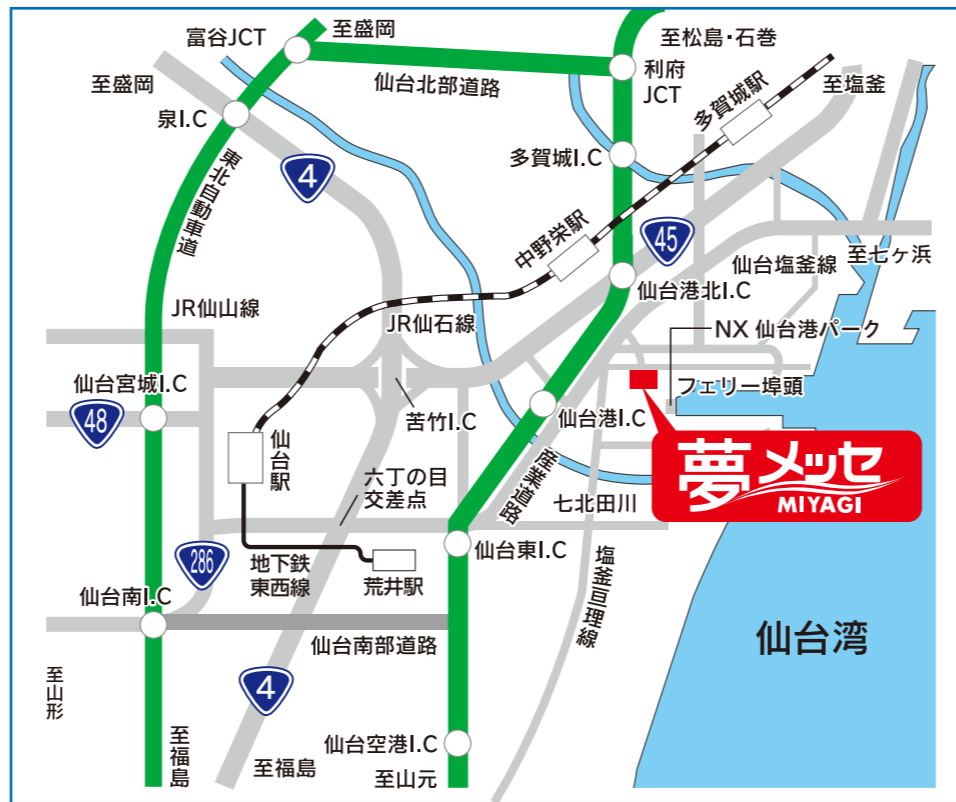 富谷JCT
至盛岡
至松島・石巻
至盛岡
仙台北部道路
利府
JCT
多賀城駅
至塩釜
泉I.C
多賀城I.C
4
東北自動車道
中野栄駅
45
仙台塩釜線
至七ヶ浜
仙台港北I.C
JR仙山線
JR仙石線
NX 仙台港パーク
仙台宮城I.C
フェリー埠頭
48
苦竹I.C
仙台港I.C
仙台駅
夢メッセ
MIYAGI
六丁の目
交差点
産業道路
七北田川
286
地下鉄
東西線
荒井駅
仙台東I.C
塩釜亘理線
仙台南I.C
仙台南部道路
仙台湾
至山形
4
至福島
至福島
仙台空港I.C
至山元